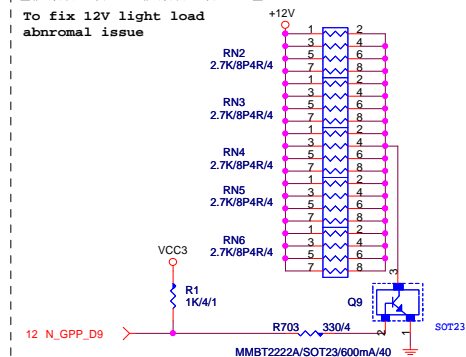 To fix 12V light load
abnromal issue
+12V
1 2
3 4
RN2 5 6
2.7K/8P4R/4 7 8
1 2
3 4
RN3 5 6
2.7K/8P4R/4 7 8
1 2
3 4
RN4 5 6
2.7K/8P4R/4 7 8
1 2
RN5 3 4
2.7K/8P4R/4 5 6
7 8
1 2
RN6 3 4
2.7K/8P4R/4 5 6
7 8
VCC3
R1
1K/4/1
3
Q9
SOT23
12 N_GPP_D9
R703 330/4 2 1
MMBT2222A/SOT23/600mA/40